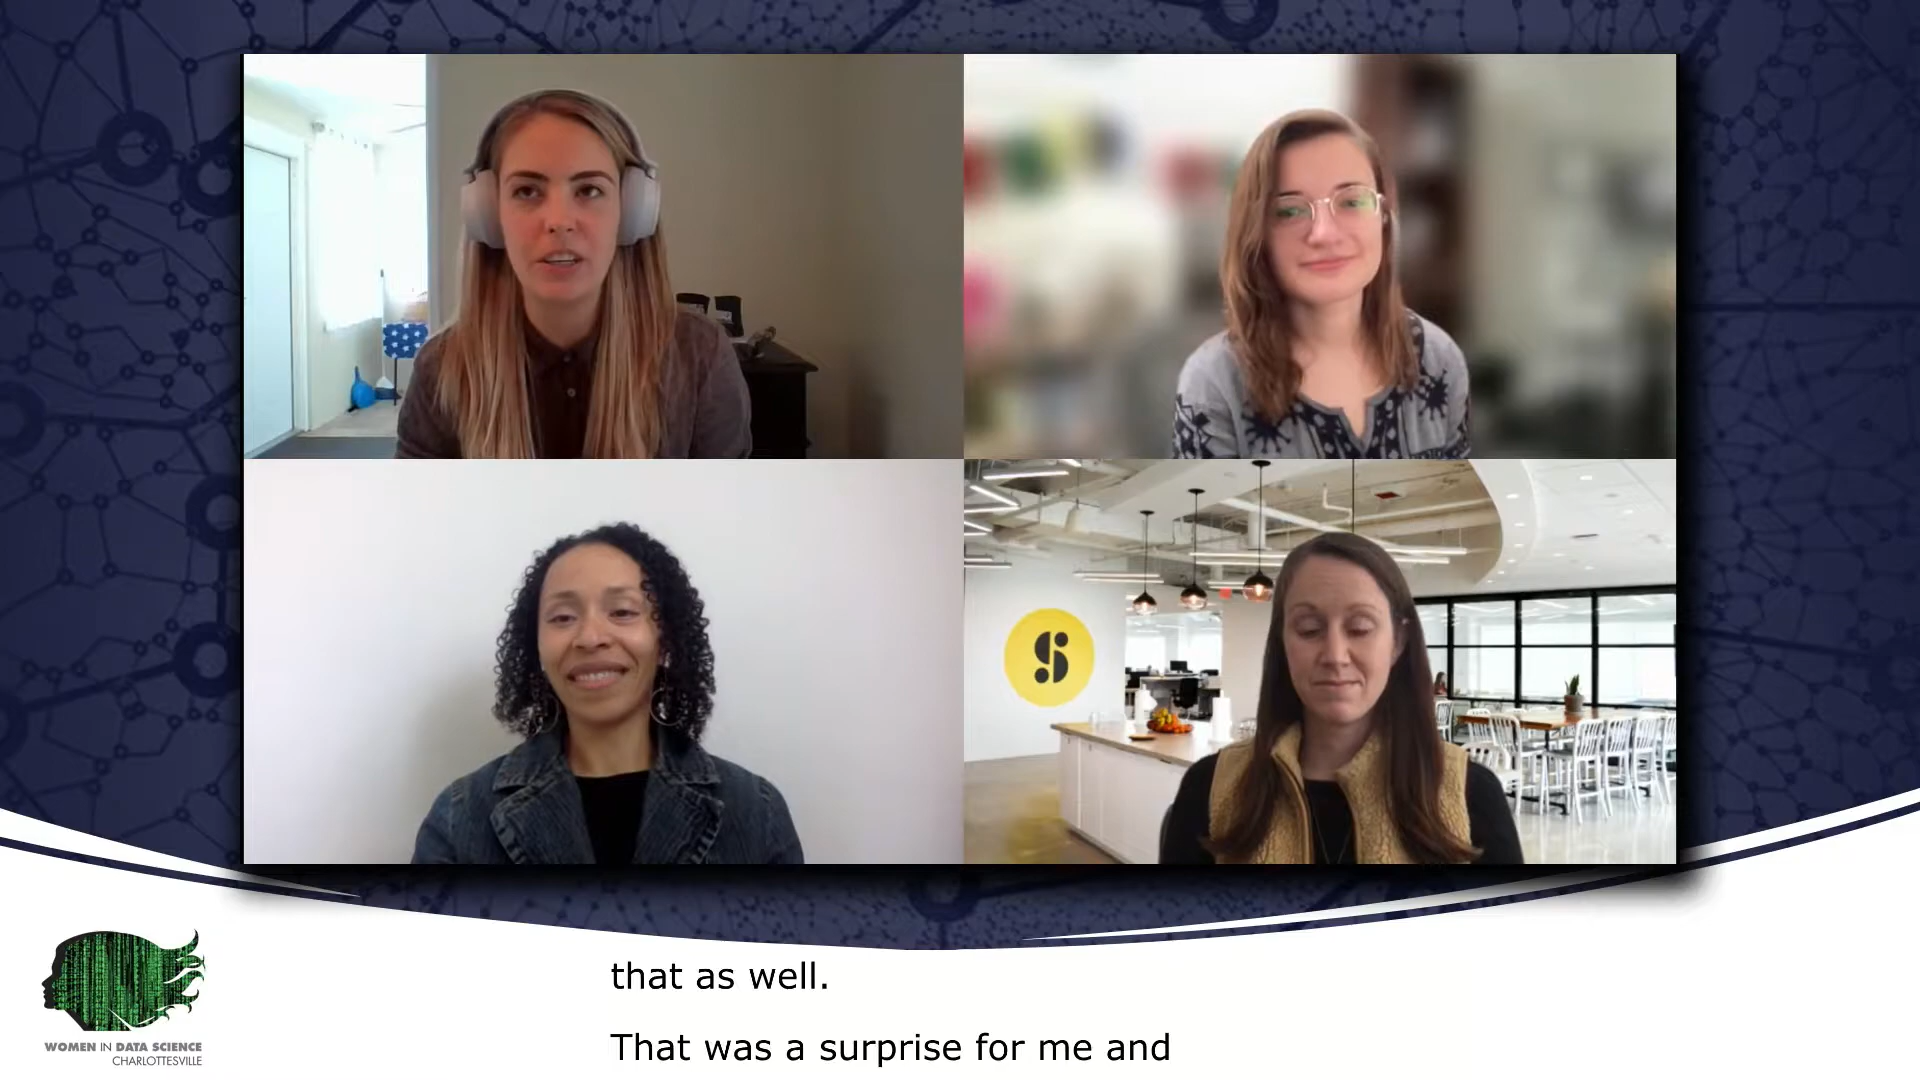 that as well.
That was a surprise for me and
WOMEN IN DATA SCIENCE
CHARLOTTESVILLE